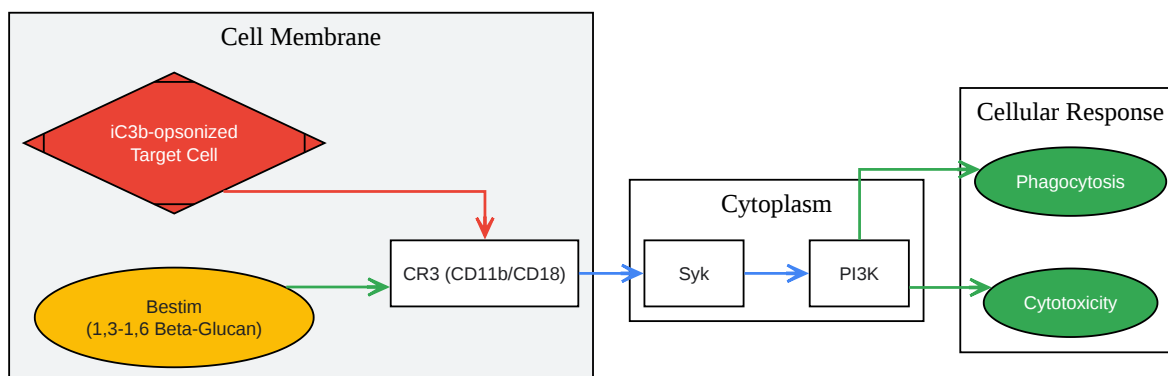 Cell Membrane
iC3b-opsonized
Target Cell
Bestim
(1,3-1,6 Beta-Glucan)
CR3 (CD11b/CD18)
Cytoplasm
Syk
PI3K
Cellular Response
Phagocytosis
Cytotoxicity